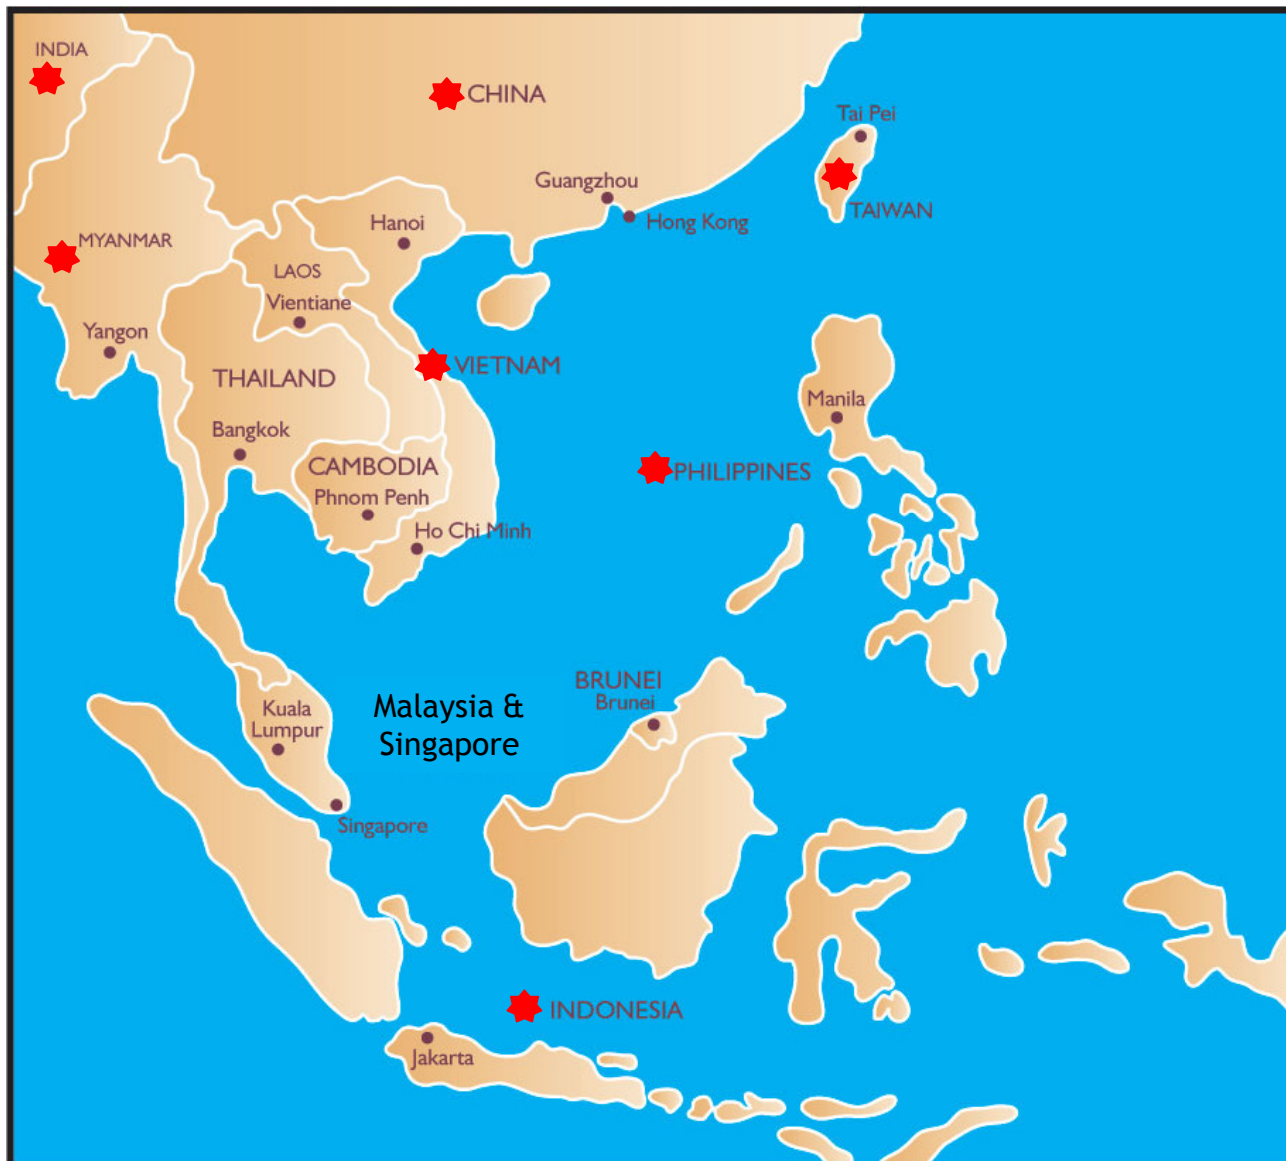 INDIA
CHINA
Tai Pei
Guangzhou
TAIWAN
Hong Kong
Hanoi
MYANMAR
LAOS
Vientiane
Yangon
VIETNAM
THAILAND
Manila
Bangkok
CAMBODIA
PHILIPPINES
Phnom Penh
Ho Chi Minh
BRUNEI
Brunei
Malaysia &
Singapore
Kuala
Lumpur
Singapore
INDONESIA
Jakarta